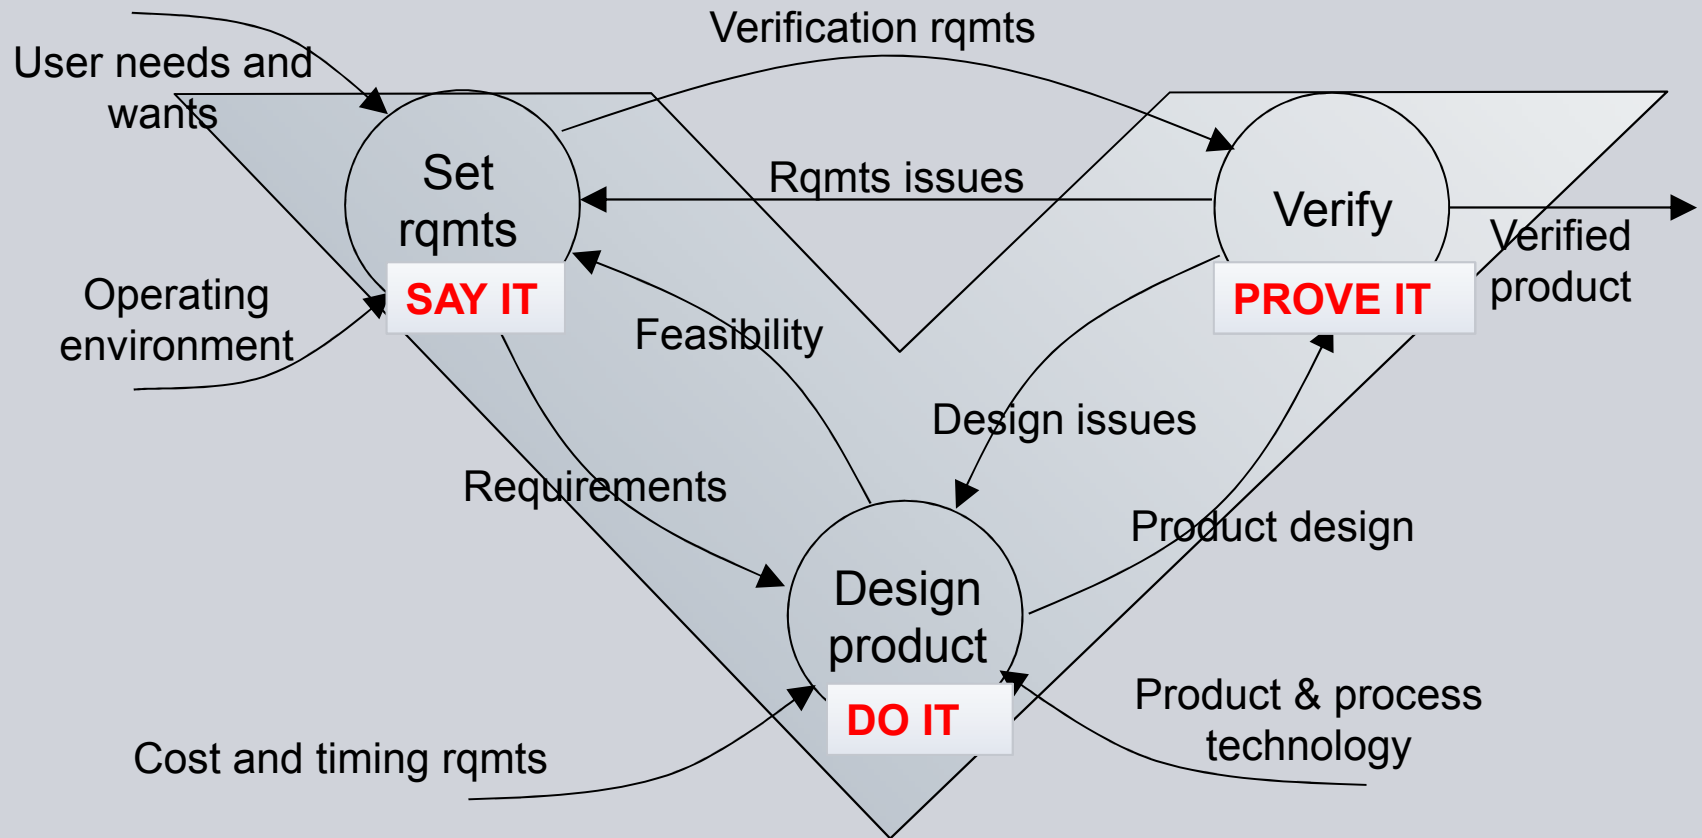 Verification rqmts
User needs and
wants
Set
rqmts
SAY IT
Rqmts issues
Verify
PROVE IT
Verified
product
Operating
environment
Feasibility
Design issues
Requirements
Product design
Design
product
DO IT
Cost and timing rqmts
Product & process
technology